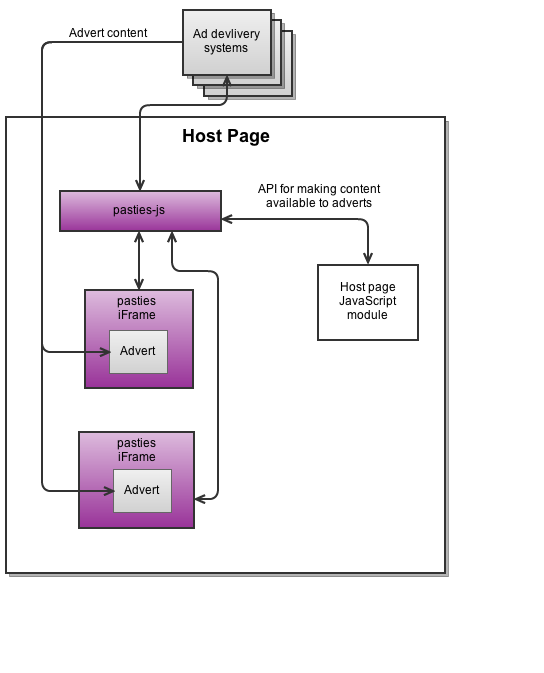 Advert content
Ad devlivery
systems
Host Page
API for making content
available to adverts
pasties-js
Host page
JavaScript
module
pasties
iFrame
Advert
pasties
iFrame
Advert